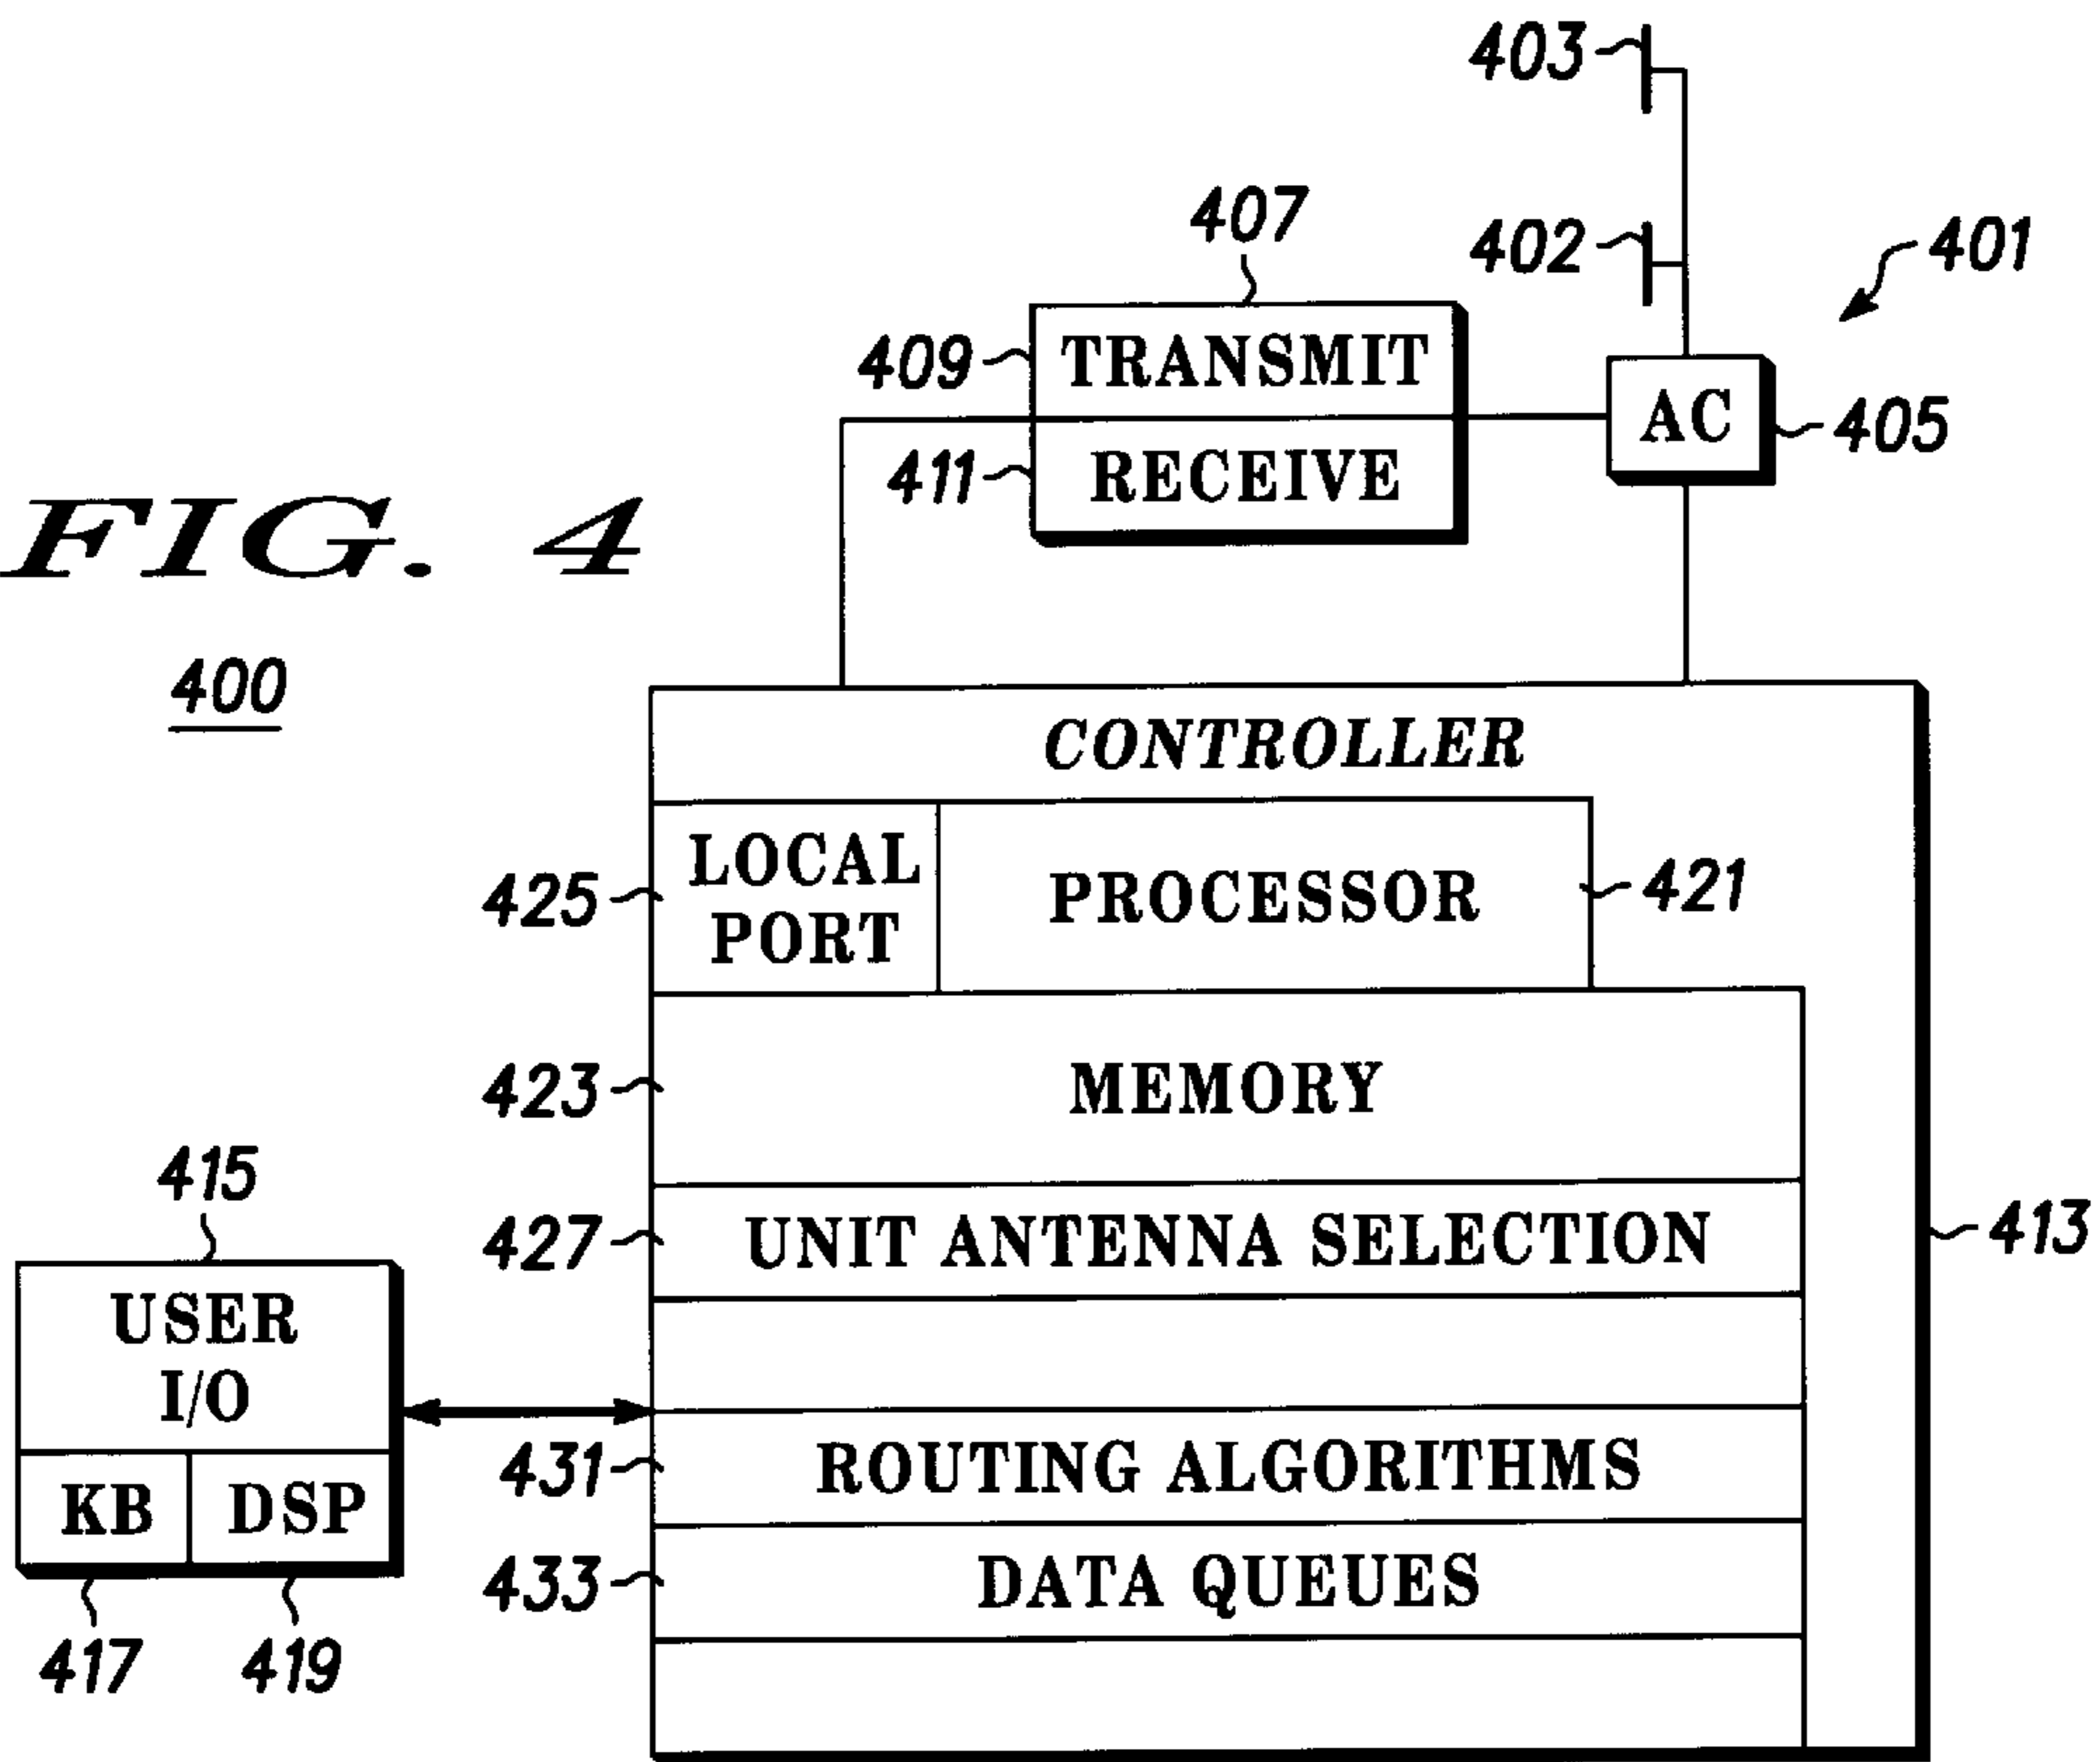 403
407
402
401
409
TRANSMIT
AC
405
411
RECEIVE
FIG. 4
400
CONTROLLER
LOCAL
PORT
425
PROCESSOR
421
423
MEMORY
415
427
UNIT ANTENNA SELECTION
413
USER
I/O
431
ROUTING ALGORITHMS
KB
DSP
433
DATA QUEUES
417
419